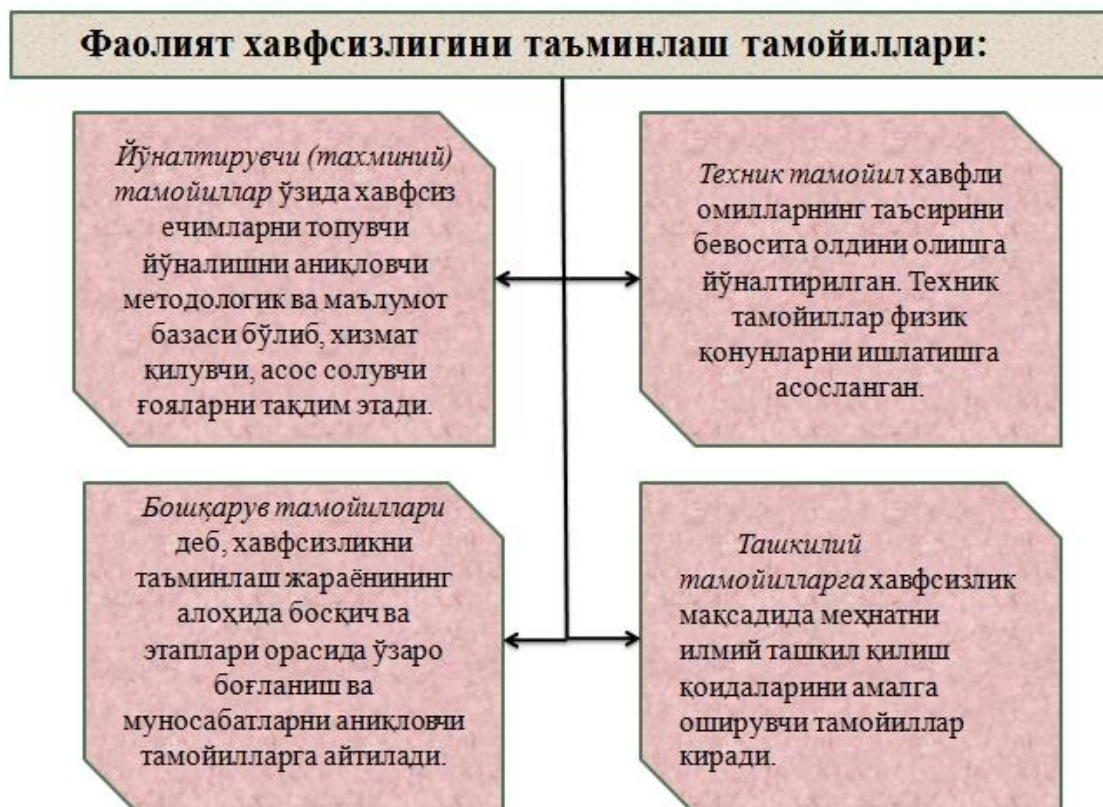 Фаолият хавфсизлигини таъминлаш тамойиллари:
Йўналтирувчи (тахминий)
тамойиллар ўзида хавфсиз
ечимларни топувчи
йўналишни аниқловчи
методологик ва маълумот
базаси бўлиб, хизмат
қилувчи, асос солувчи
ғояларни тақдим этади.
Техник тамойил хавфли
омилларнинг таъсирини
бевосита олдини олишга
йўналтирилган. Техник
тамойиллар физик
қонунларни ишлатишга
асосланган.
Бошқарув тамойиллари
деб, хавфсизликни
таъминлаш жараёнининг
алоҳида босқич ва
этаплари орасида ўзаро
боғланиш ва
муносабатларни аниқловчи
тамойилларга айтилади.
Ташкилий
тамойилларга хавфсизлик
мақсадида меҳнатни
илмий ташкил қилиш
қоидаларини амалга
оширувчи тамойиллар
киради.